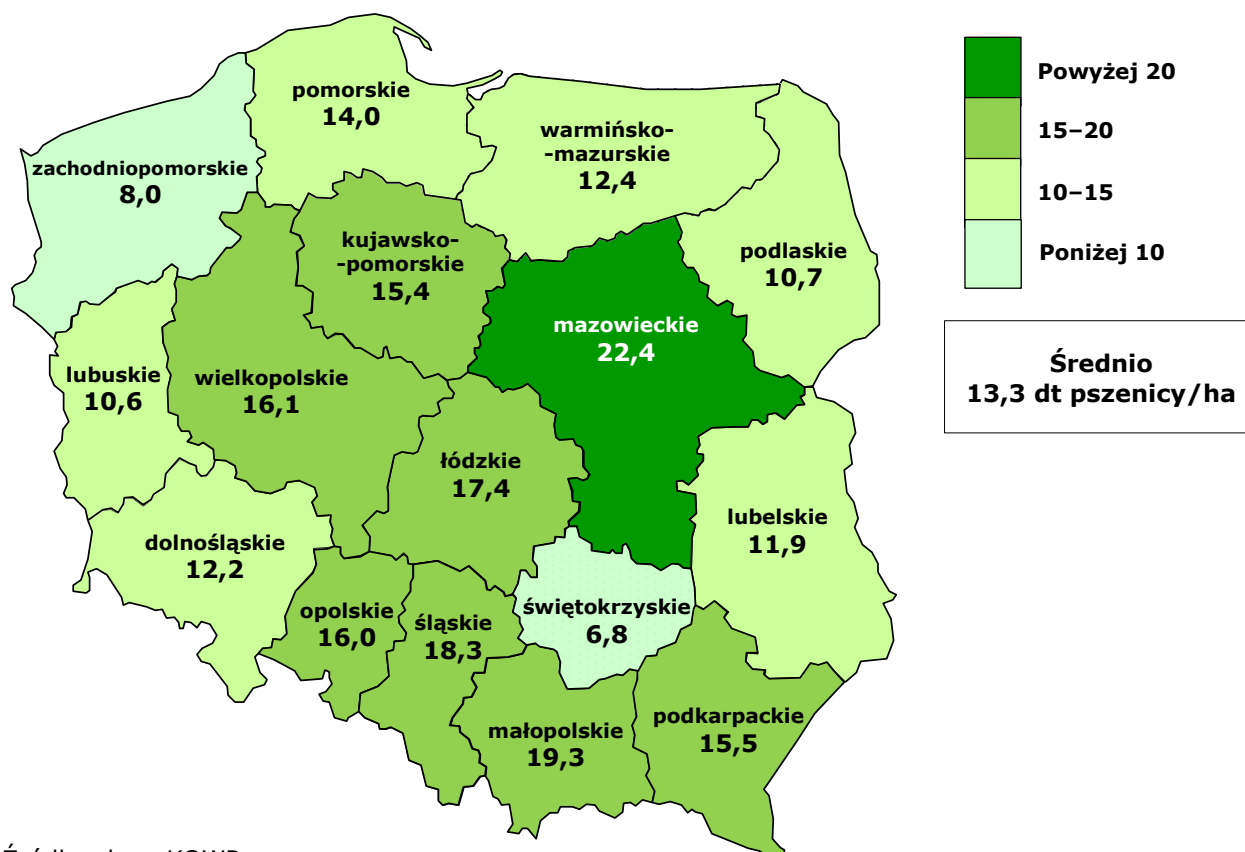 pomorskie
14,0
warmińsko-
-mazurskie
12,4
zachodniopomorskie
8,0
kujawsko-
-pomorskie
15,4
podlaskie
10,7
mazowieckie
22,4
lubuskie
10,6
wielkopolskie
16,1
łódzkie
17,4
lubelskie
11,9
dolnośląskie
12,2
opolskie
16,0
śląskie
18,3
świętokrzyskie
6,8
małopolskie
19,3
podkarpackie
15,5
Powyżej 20
15–20
10–15
Poniżej 10
Średnio
13,3 dt pszenicy/ha